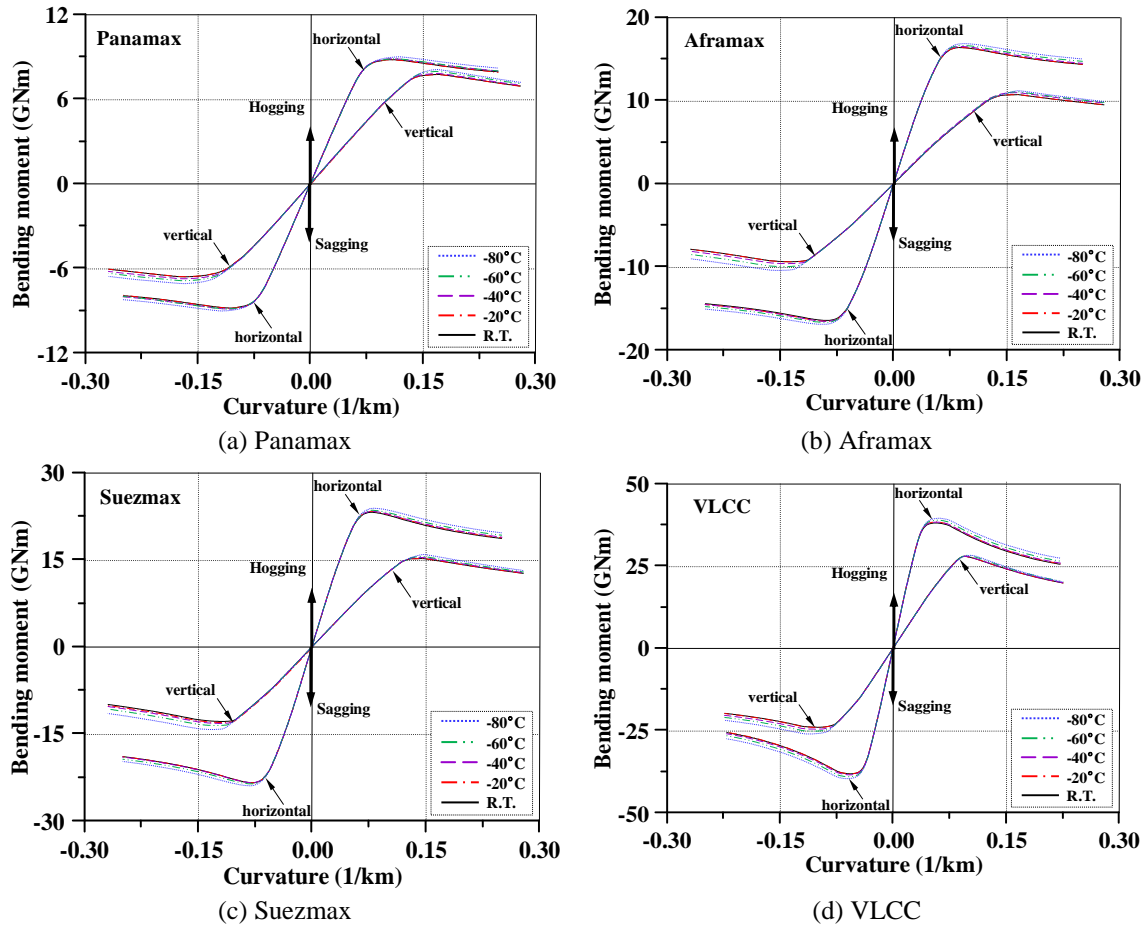 Panamax
Bending moment (GNm)
12
6
0
-6
-12
-0.30
-0.15
0.00
0.15
0.30
Curvature (1/km)
horizontal
Hogging
vertical
vertical
Sagging
horizontal
-80°C
-60°C
-40°C
-20°C
R.T.
(a) Panamax
Aframax
Bending moment (GNm)
20
10
0
-10
-20
-0.30
-0.15
0.00
0.15
0.30
Curvature (1/km)
horizontal
Hogging
vertical
vertical
Sagging
horizontal
-80°C
-60°C
-40°C
-20°C
R.T.
(b) Aframax
Suezmax
Bending moment (GNm)
30
15
0
-15
-30
-0.30
-0.15
0.00
0.15
0.30
Curvature (1/km)
horizontal
Hogging
vertical
vertical
Sagging
horizontal
-80°C
-60°C
-40°C
-20°C
R.T.
(c) Suezmax
VLCC
Bending moment (GNm)
50
25
0
-25
-50
-0.30
-0.15
0.00
0.15
0.30
Curvature (1/km)
horizontal
Hogging
vertical
vertical
Sagging
horizontal
-80°C
-60°C
-40°C
-20°C
R.T.
(d) VLCC